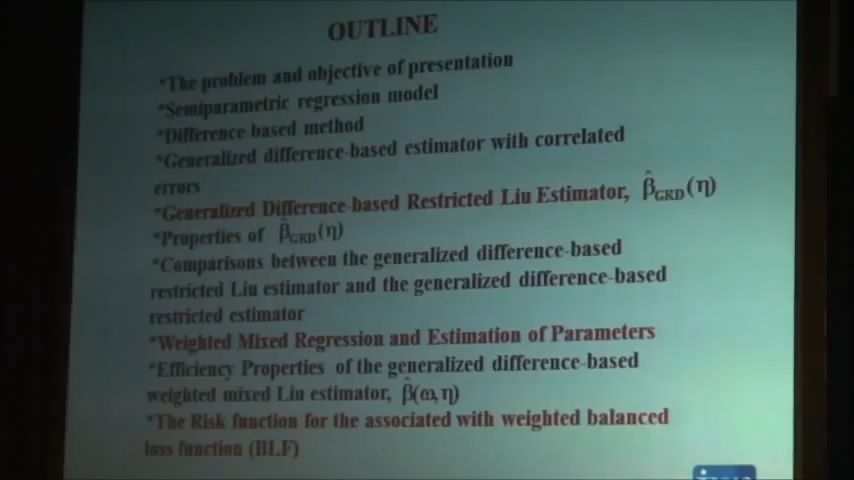 OUTLINE
*The problem and objective of presentation
*Semiparametric regression model
*Difference-based method
*Generalized difference-based estimator with correlated
errors
*Generalized Difference-based Restricted Liu Estimator, β̂GRD(η)
*Properties of β̂GRD(η)
*Comparisons between the generalized difference-based
restricted Liu estimator and the generalized difference-based
restricted estimator
*Weighted Mixed Regression and Estimation of Parameters
*Efficiency Properties of the generalized difference-based
weighted mixed Liu estimator, β̂(ω,η)
*The Risk function for the associated with weighted balanced
loss function (BLF)